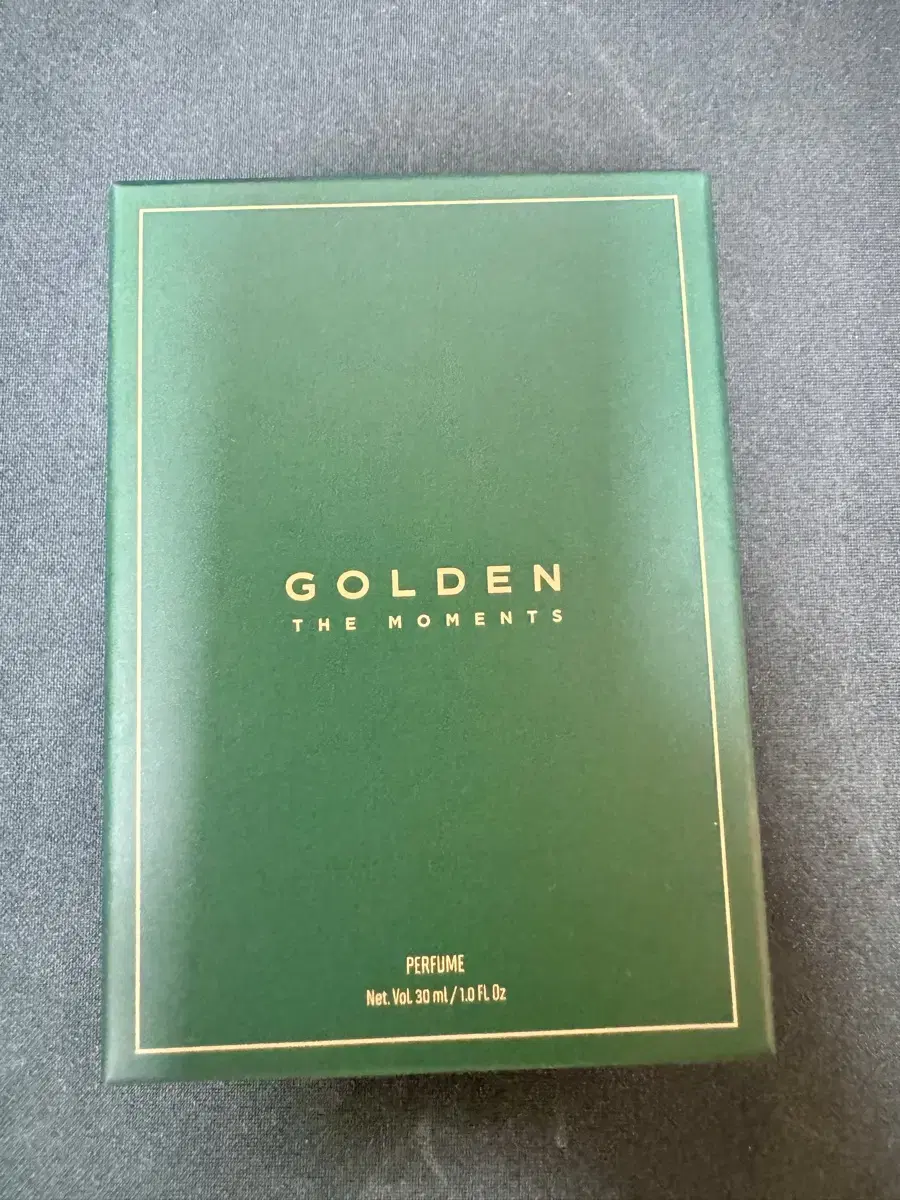 GOLDEN
THE MOMENTS
PERFUME
Net. Vol. 30 ml / 1.0 Fl. Oz